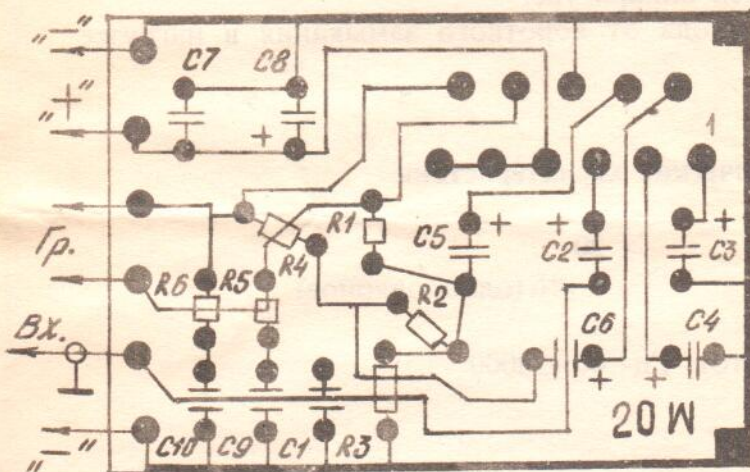 "—"
C7 C8
"+"
+
1
Гр.
R1
C5 + + +
C2 C3
R6 R5 R4
R2
Вх.
C6 C4
+ +
20W
"—"
C10 C9 C1 R3